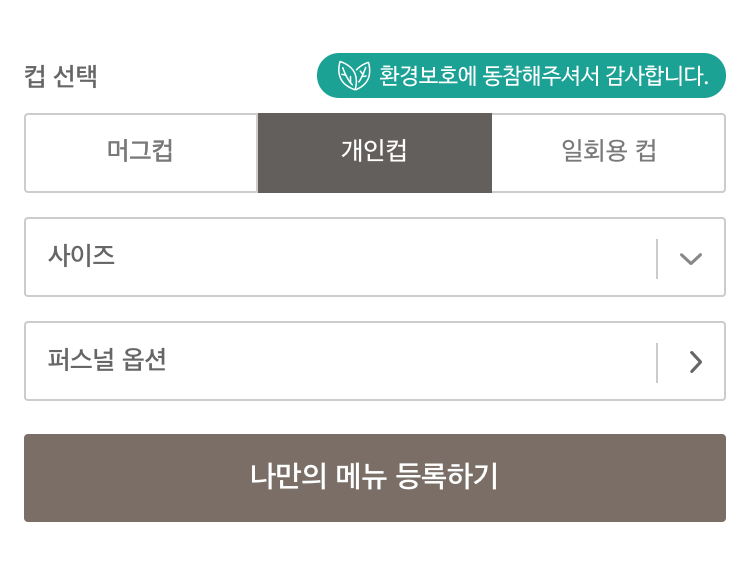 컵 선택
환경보호에 동참해주셔서 감사합니다.
머그컵
개인컵
일회용 컵
사이즈
퍼스널 옵션
나만의 메뉴 등록하기